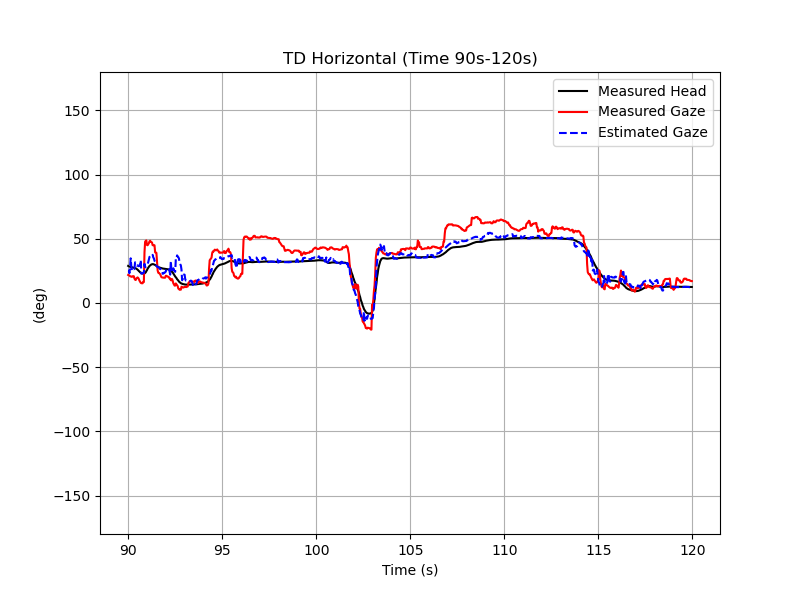 TD Horizontal (Time 90s-120s)
Measured Head
Measured Gaze
Estimated Gaze
150
100
50
0
−50
−100
−150
(deg)
90 95 100 105 110 115 120
Time (s)